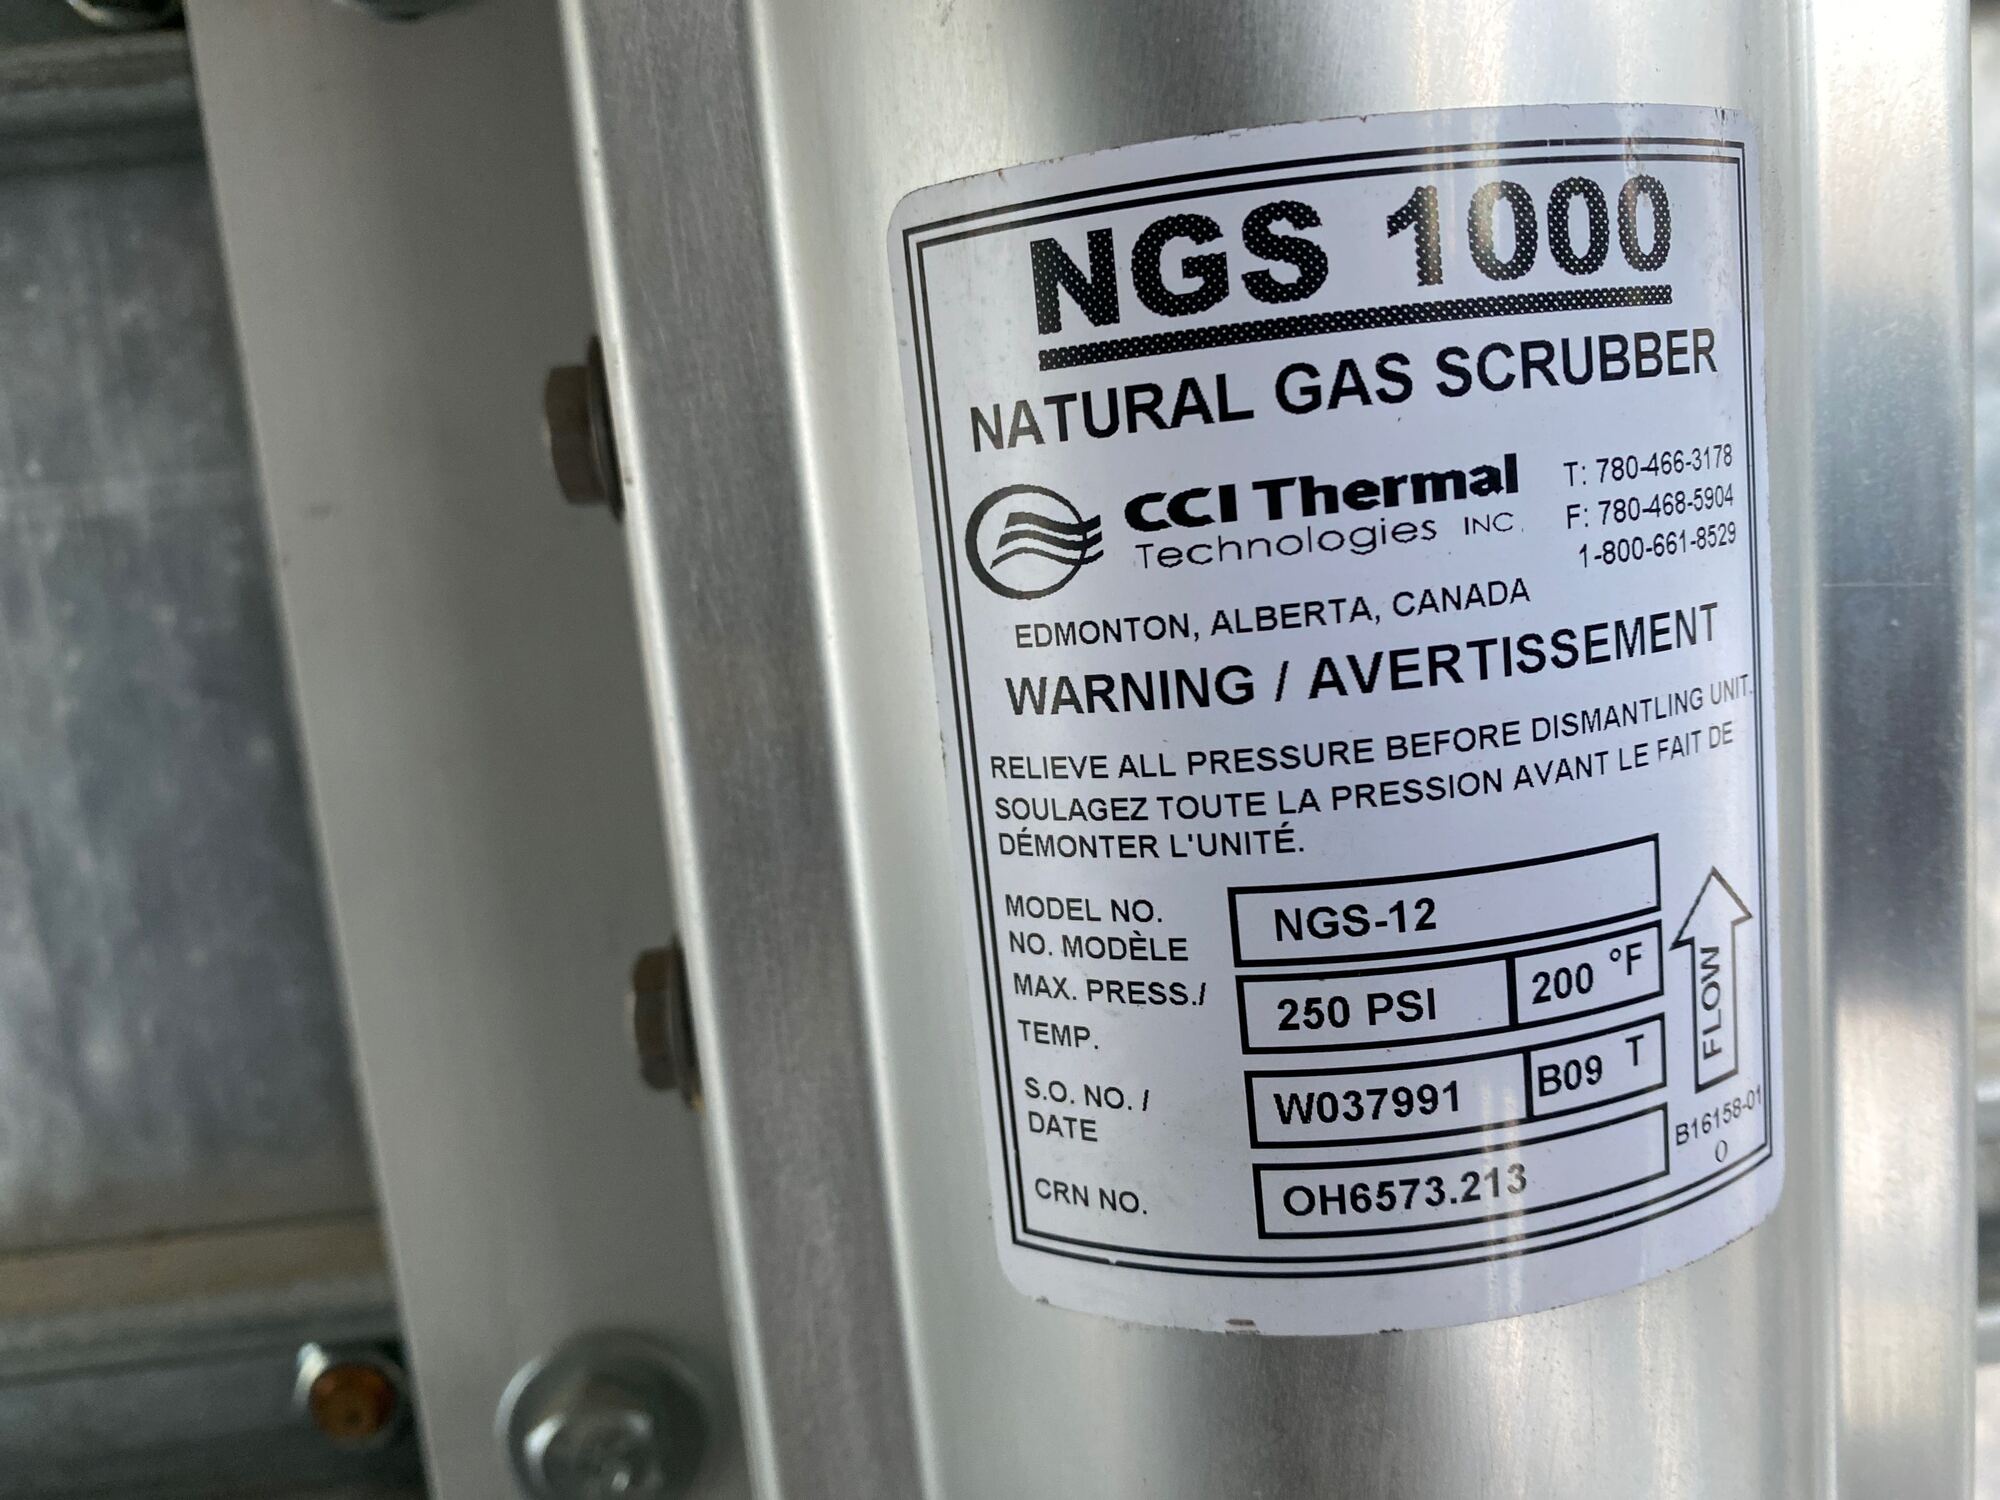 NGS 1000
NATURAL GAS SCRUBBER
CCI Thermal
Technologies INC.
T: 780-466-3178
F: 780-468-5904
1-800-661-8529
EDMONTON, ALBERTA, CANADA
WARNING / AVERTISSEMENT
RELIEVE ALL PRESSURE BEFORE DISMANTLING UNIT.
SOULAGEZ TOUTE LA PRESSION AVANT LE FAIT DE
DÉMONTER L'UNITÉ.
MODEL NO.
NO. MODÈLE
NGS-12
MAX. PRESS./
TEMP.
250 PSI
200 °F
S.O. NO. /
DATE
W037991
B09 T
CRN NO.
OH6573.213
FLOW
B16158-01
0